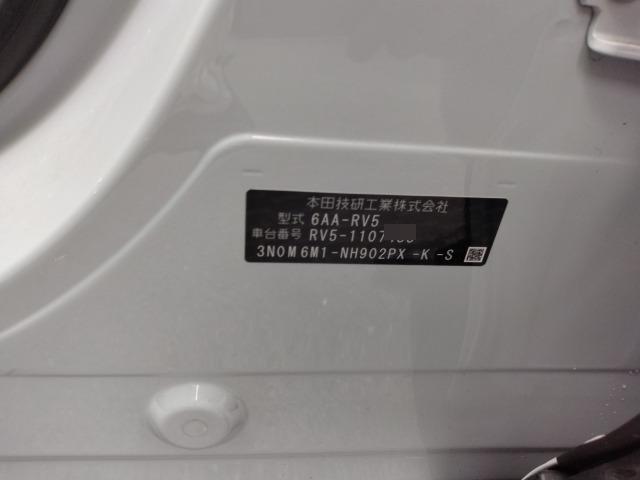 本田技研工業株式会社
型式 6AA-RV5
車台番号 RV5-1107
3N0M6M1-NH902PX -K -S